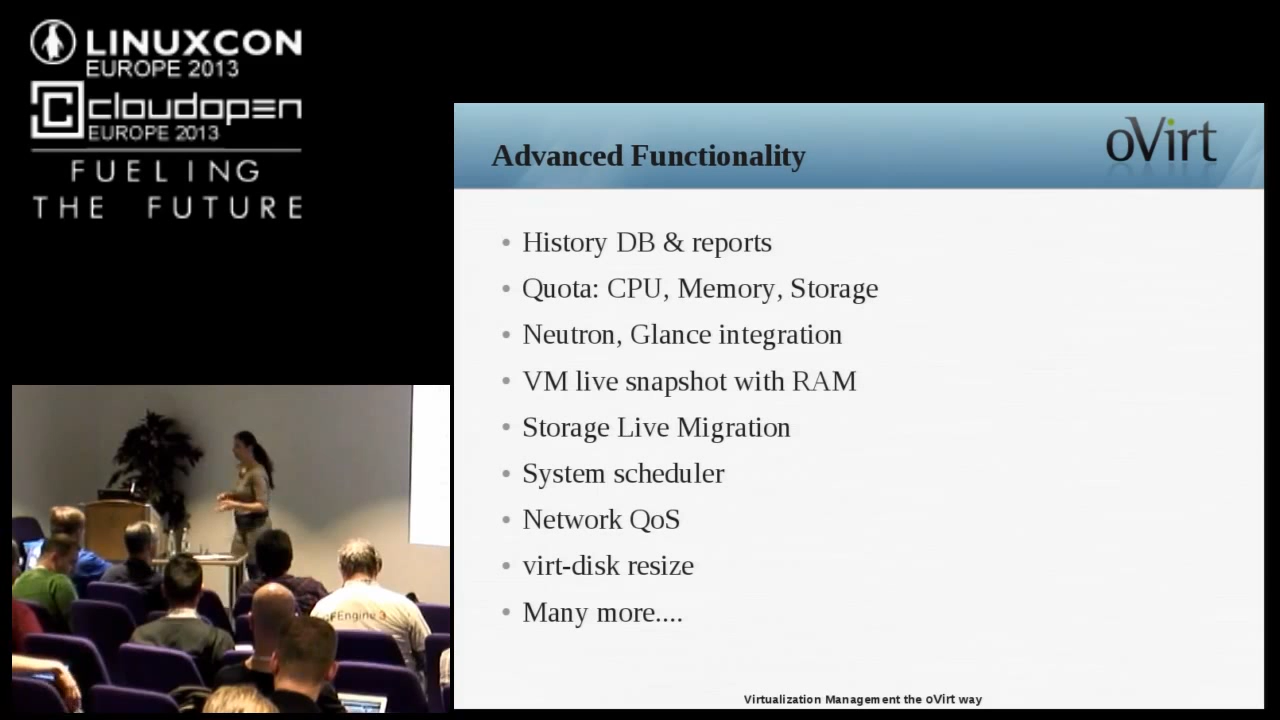 LINUXCON
EUROPE 2013
cloudopen
EUROPE 2013
FUELING
THE FUTURE
Advanced Functionality
oVirt
• History DB & reports
• Quota: CPU, Memory, Storage
• Neutron, Glance integration
• VM live snapshot with RAM
• Storage Live Migration
• System scheduler
• Network QoS
• virt-disk resize
• Many more....
Virtualization Management the oVirt way
Engine 3